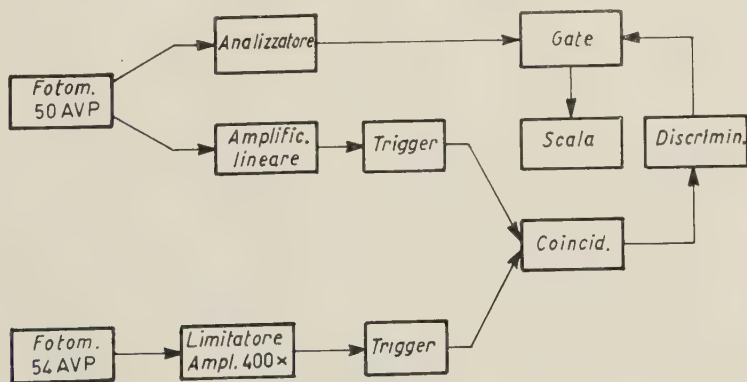 Analizzatore
Gate
Fotom.
50 AVP
Amplific.
lineare
Trigger
Scala
Discrimin.
Coincid.
Fotom.
54 AVP
Limitatore
Ampl. 400×
Trigger